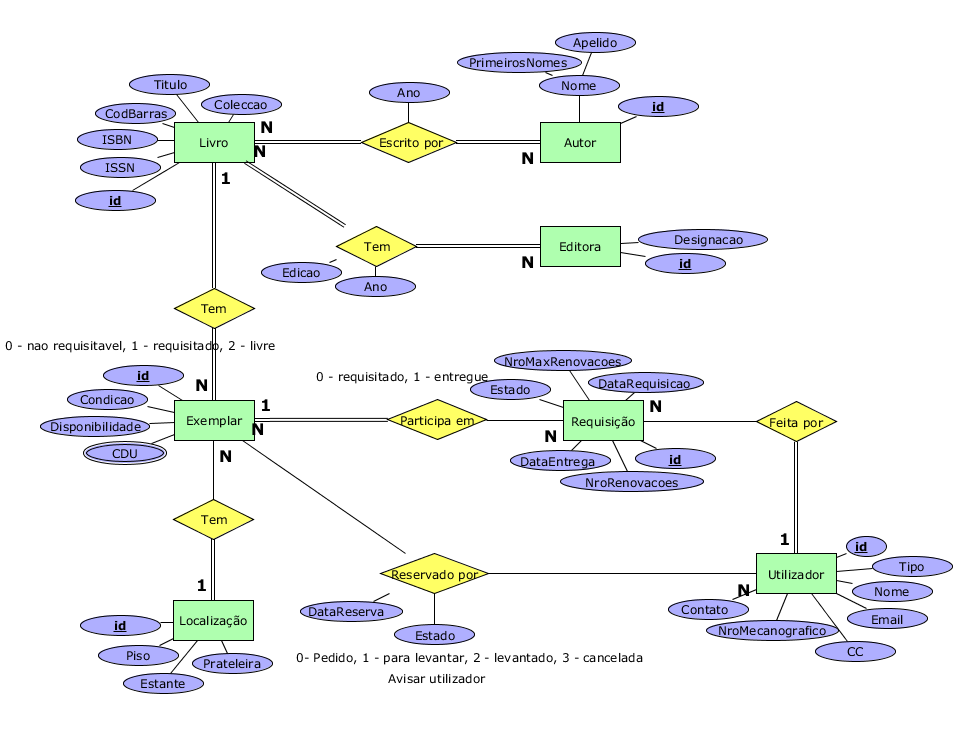 Apelido
PrimeirosNomes
Nome
Titulo
Ano
Coleccao
id
CodBarras
N
ISBN
Livro
Escrito por
Autor
N
N
ISSN
1
id
Tem
Editora
Designacao
N
id
Edicao
Ano
Tem
0 - nao requisitavel, 1 - requisitado, 2 - livre
NroMaxRenovacoes
id
0 - requisitado, 1 - entregue
DataRequisicao
N
Estado
Condicao
1
N
Exemplar
Participa em
Requisição
Feita por
Disponibilidade
N
N
CDU
N
DataEntrega
id
NroRenovacoes
Tem
1
id
Tipo
Reservado por
Utilizador
1
N
Nome
DataReserva
Contato
Email
Localização
id
NroMecanografico
Estado
Piso
Prateleira
CC
0- Pedido, 1 - para levantar, 2 - levantado, 3 - cancelada
Estante
Avisar utilizador